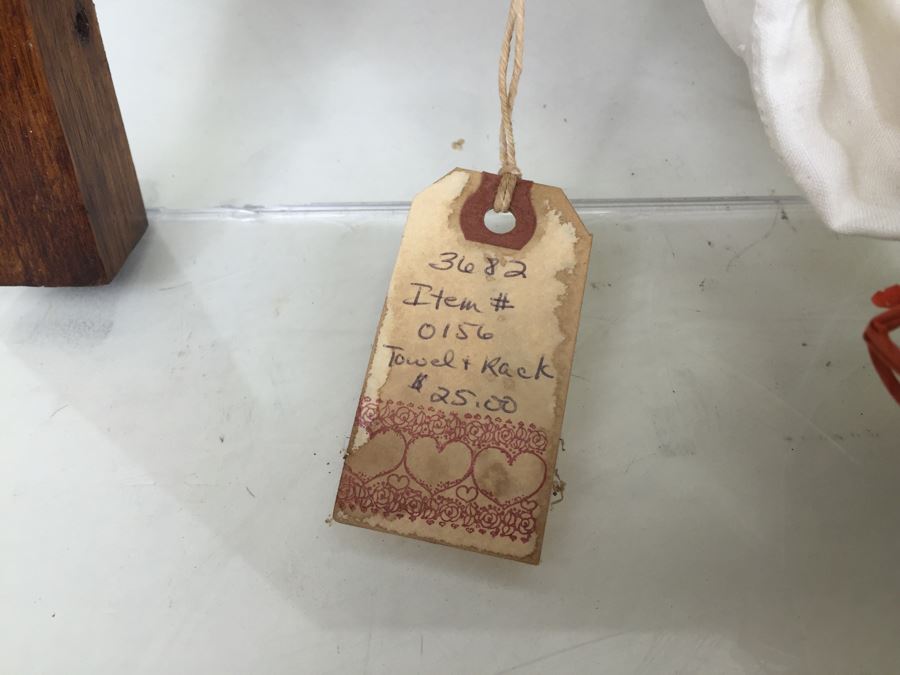 3682
Item #
0156
Towel + Rack
$25.00